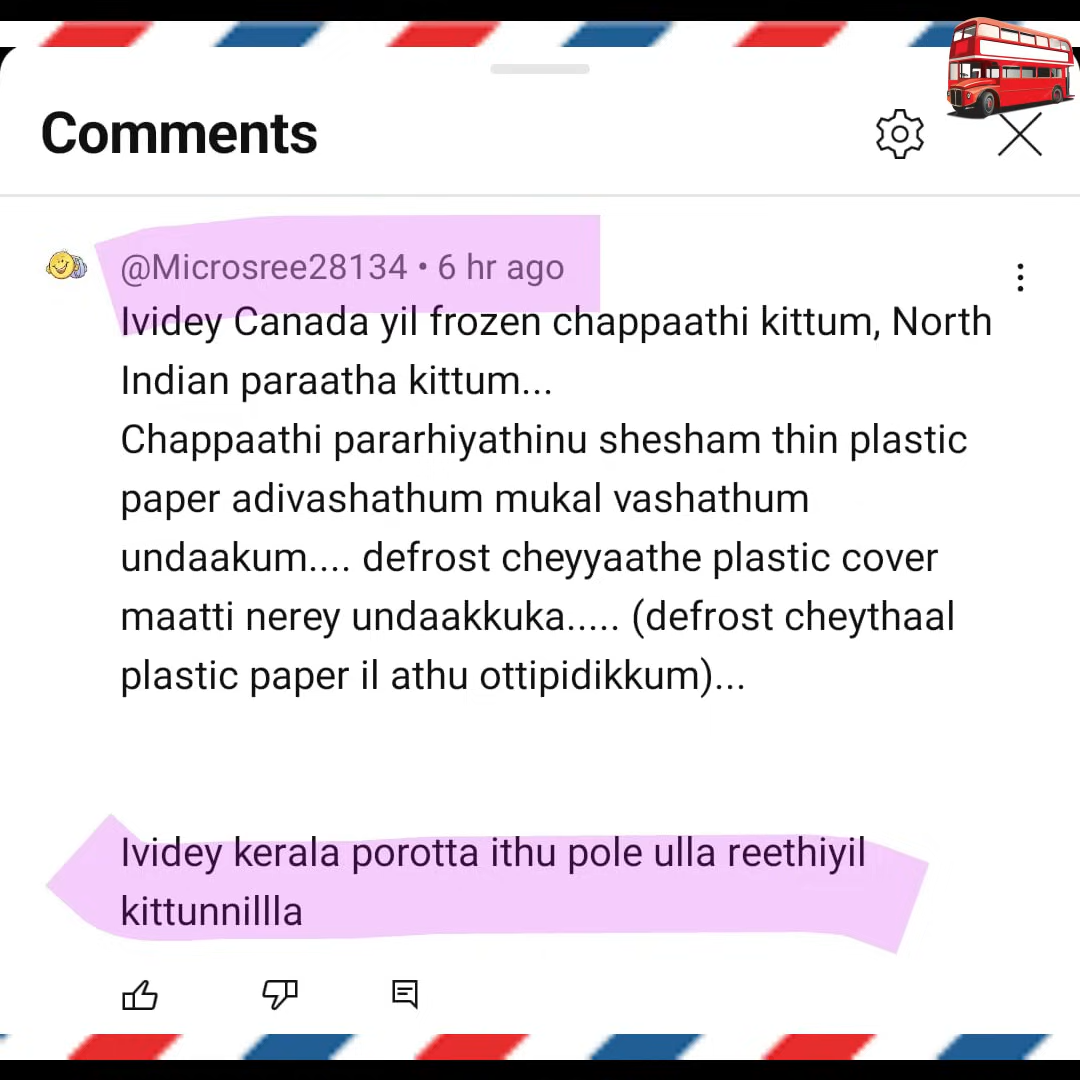 Comments
@Microsree28134 • 6 hr ago
Ividey Canada yil frozen chappaathi kittum, North
Indian paraatha kittum...
Chappaathi pararhiyathinu shesham thin plastic
paper adivashathum mukal vashathum
undaakum.... defrost cheyyaathe plastic cover
maatti nerey undaakkuka..... (defrost cheythaal
plastic paper il athu ottipidikkum)...
Ividey kerala porotta ithu pole ulla reethiyil
kittunnillla